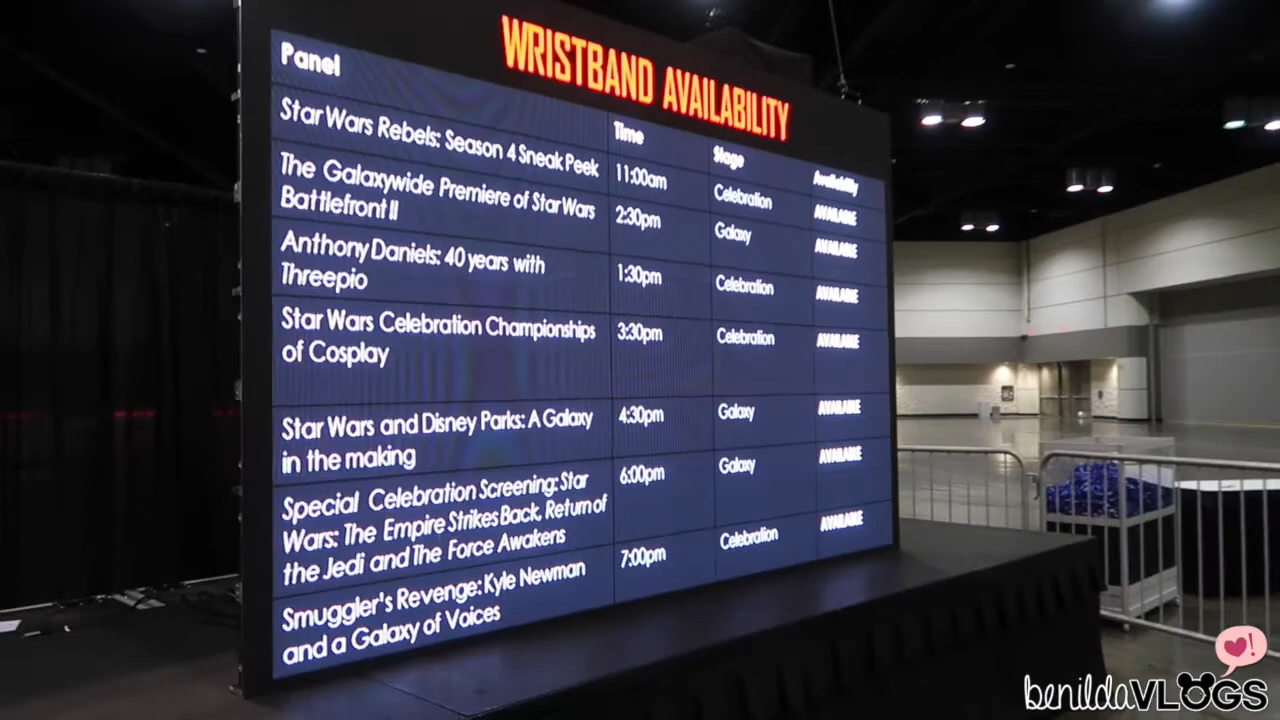 WRISTBAND AVAILABILITY
Panel Time Stage Availability
Star Wars Rebels: Season 4 Sneak Peek 11:00am Celebration AVAILABLE
The Galaxywide Premiere of Star Wars
Battlefront II 2:30pm Galaxy AVAILABLE
Anthony Daniels: 40 years with
Threepio 1:30pm Celebration AVAILABLE
Star Wars Celebration Championships
of Cosplay 3:30pm Celebration AVAILABLE
Star Wars and Disney Parks: A Galaxy
in the making 4:30pm Galaxy AVAILABLE
Special Celebration Screening: Star
Wars: The Empire Strikes Back, Return of
the Jedi and The Force Awakens 6:00pm Galaxy AVAILABLE
Smuggler's Revenge: Kyle Newman
and a Galaxy of Voices 7:00pm Celebration AVAILABLE
benildaVLOGS